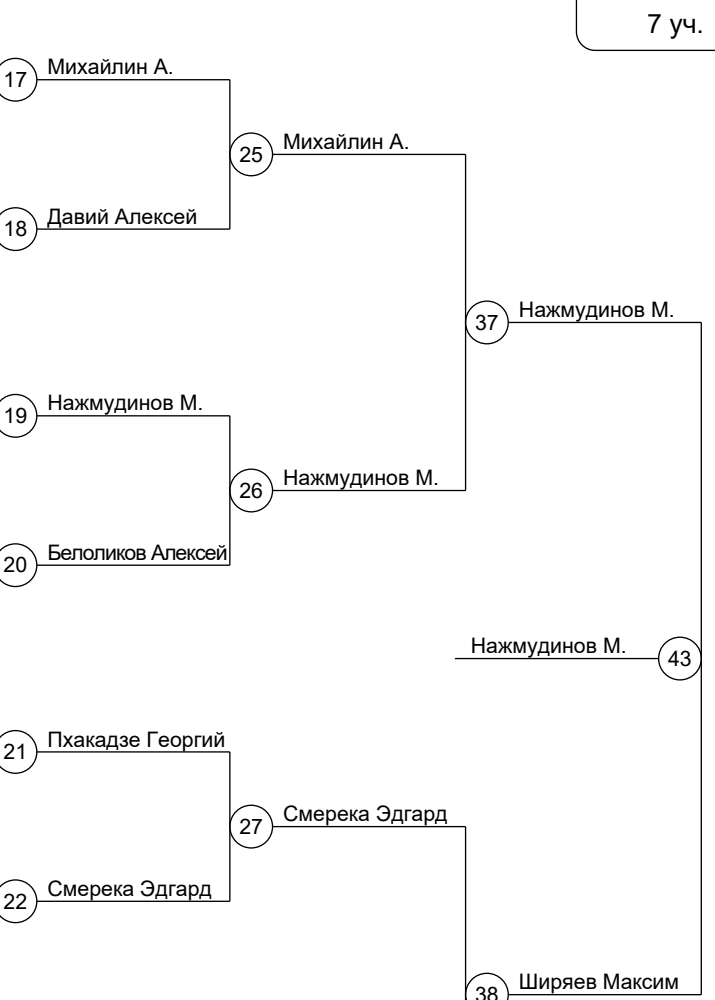 7 уч.
17 Михайлин А.
25 Михайлин А.
18 Давий Алексей
37 Нажмудинов М.
19 Нажмудинов М.
26 Нажмудинов М.
20 Белоликов Алексей
Нажмудинов М. 43
21 Пхакадзе Георгий
27 Смерека Эдгард
22 Смерека Эдгард
38 Ширяев Максим